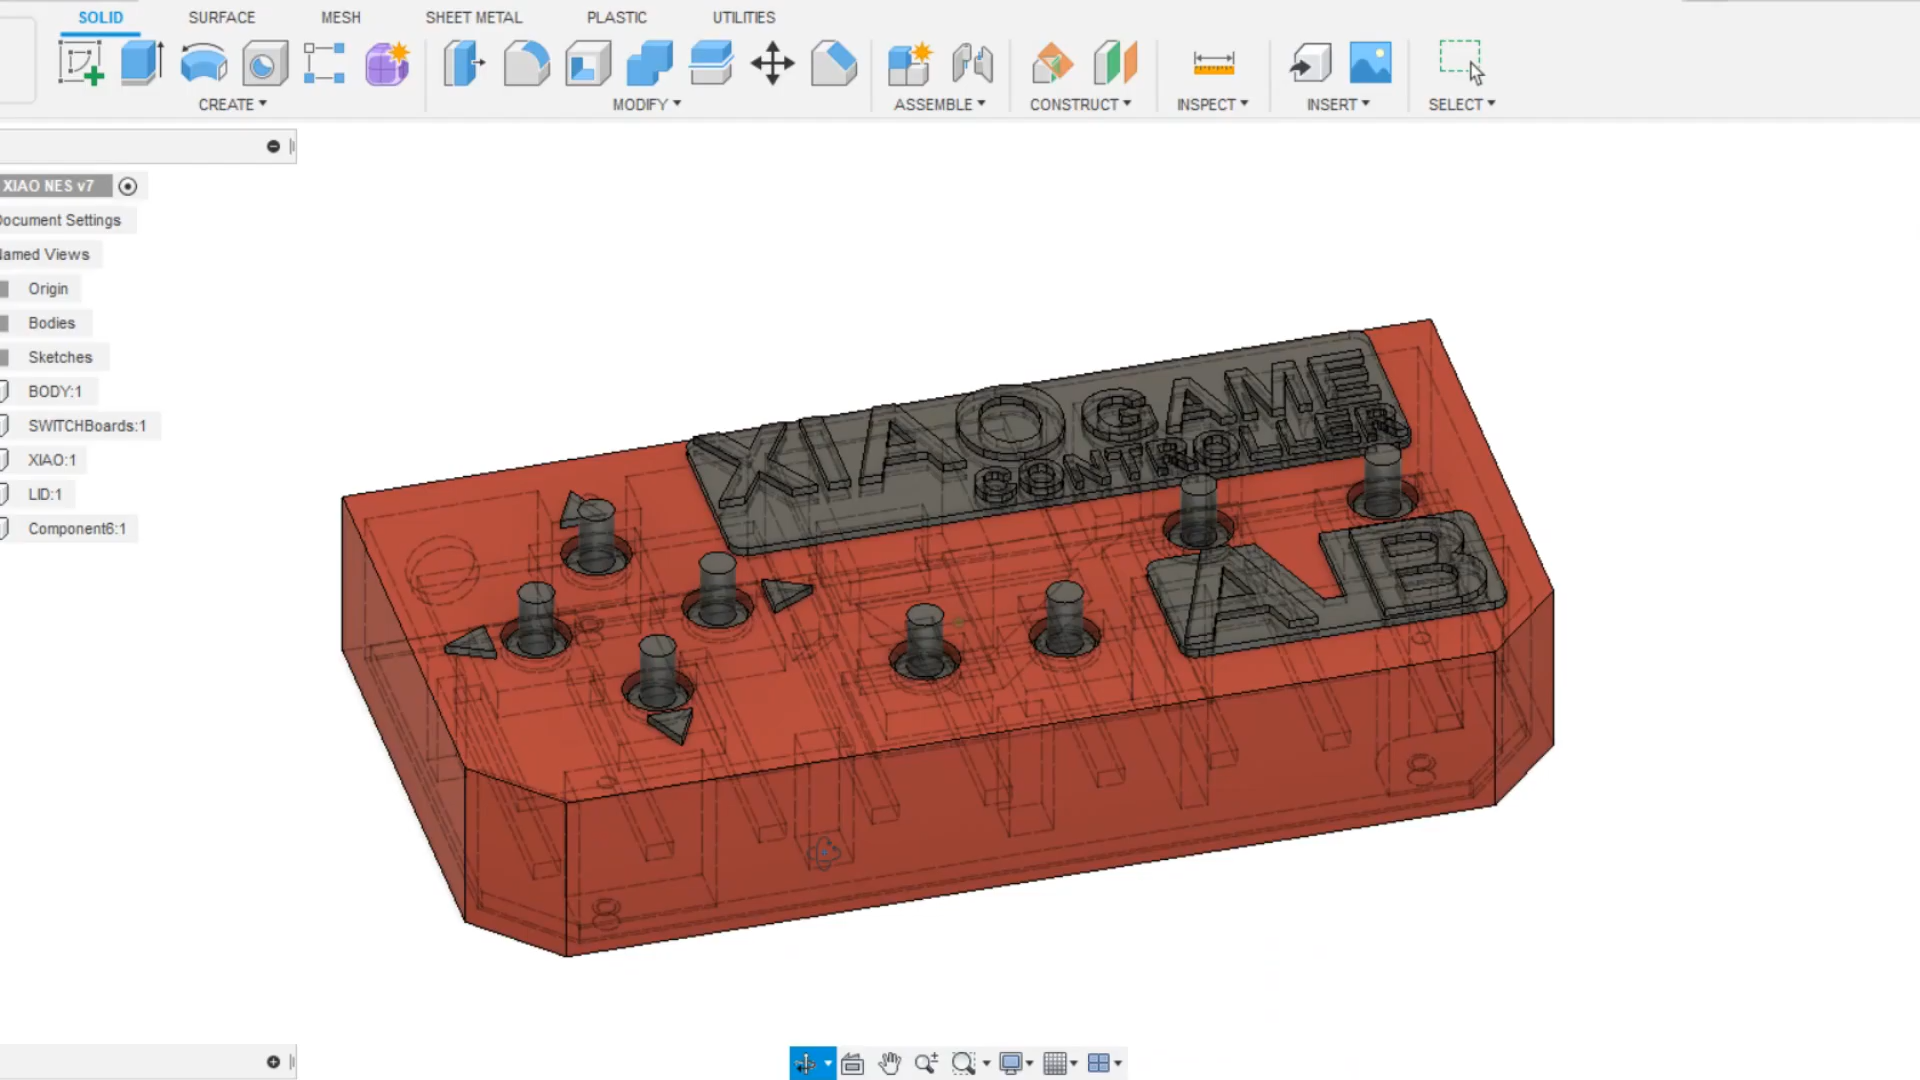 SOLID SURFACE MESH SHEET METAL PLASTIC UTILITIES
CREATE MODIFY ASSEMBLE CONSTRUCT INSPECT INSERT SELECT
XIAO NES v7
Document Settings
Named Views
Origin
Bodies
Sketches
BODY:1
SWITCHBoards:1
XIAO:1
LID:1
Component6:1
XIAO GAME
CONTROLLER
A B